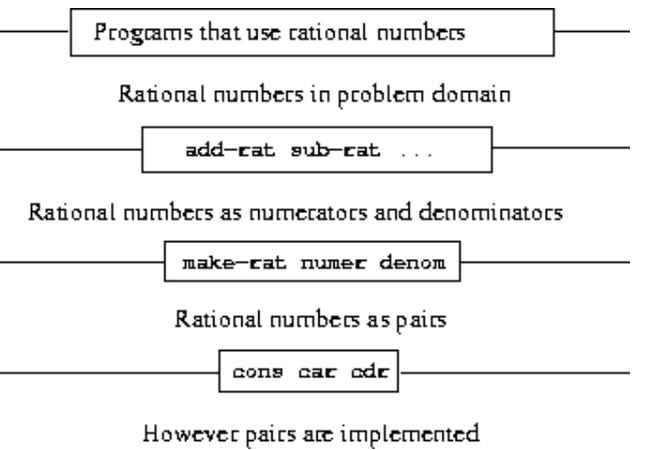 Programs that use rational numbers
Rational numbers in problem domain
add-rat sub-rat ...
Rational numbers as numerators and denominators
make-rat numer denom
Rational numbers as pairs
cons car cdr
However pairs are implemented